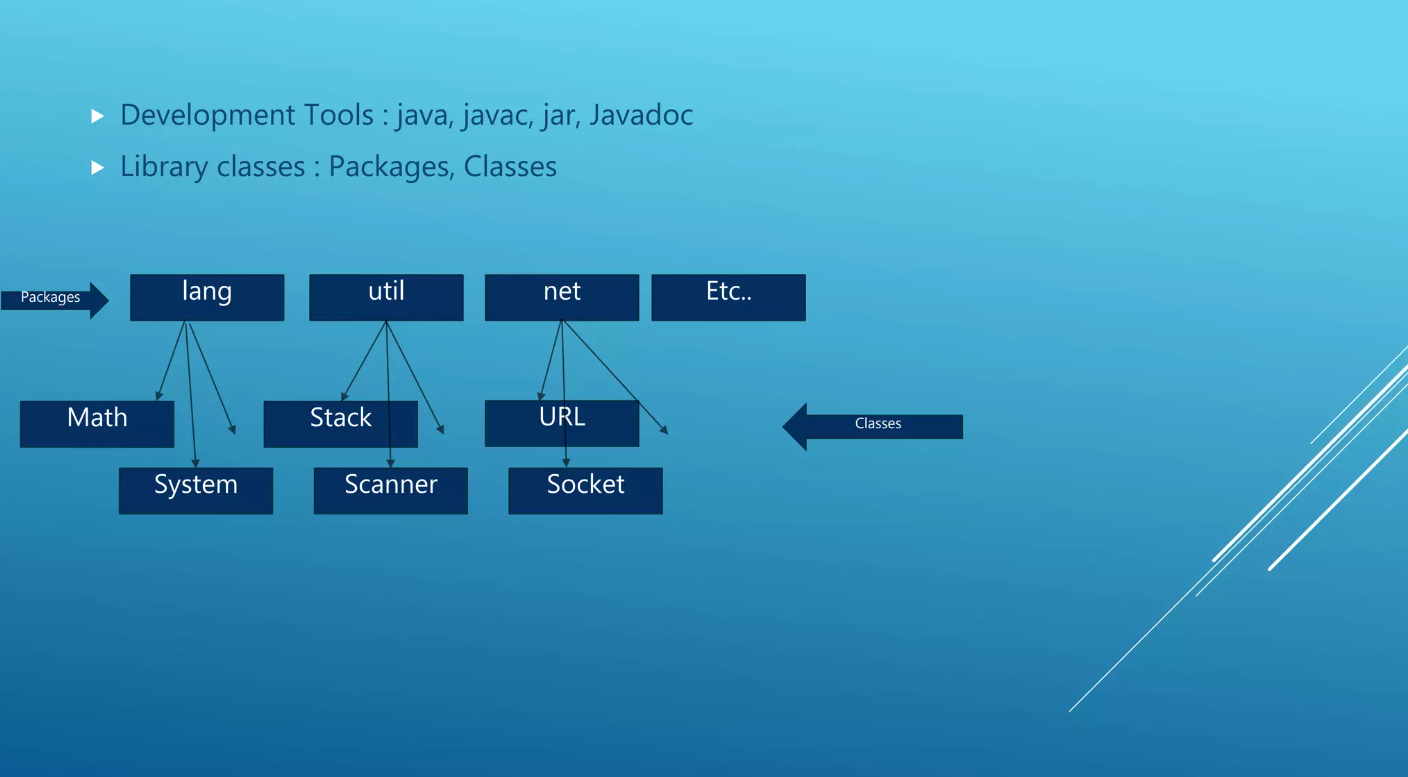 Development Tools : java, javac, jar, Javadoc
Library classes : Packages, Classes
Packages
lang
util
net
Etc..
Math
Stack
URL
Classes
System
Scanner
Socket